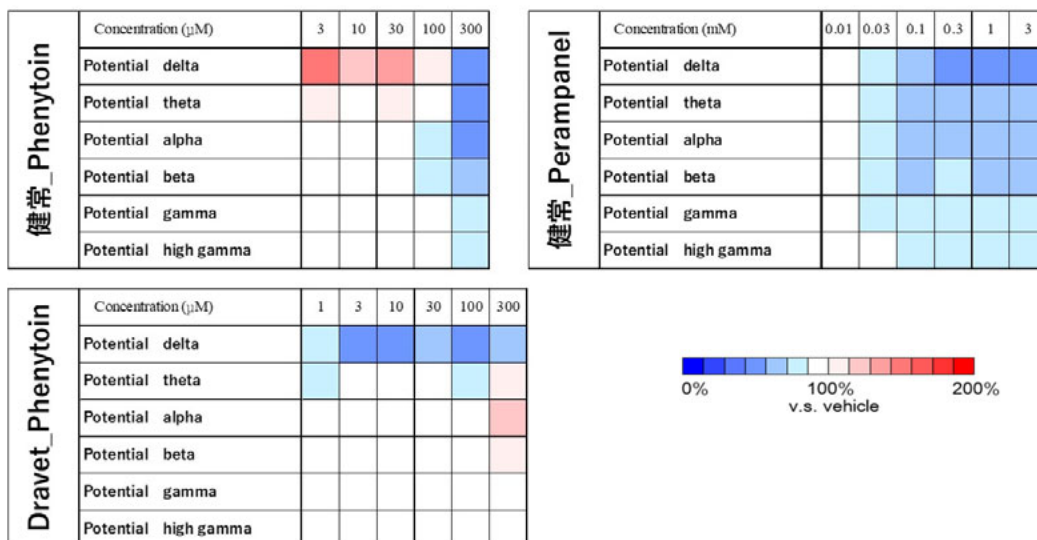 健常_Phenytoin
Concentration (μM) 3 10 30 100 300
Potential delta
Potential theta
Potential alpha
Potential beta
Potential gamma
Potential high gamma
健常_Perampanel
Concentration (mM) 0.01 0.03 0.1 0.3 1 3
Potential delta
Potential theta
Potential alpha
Potential beta
Potential gamma
Potential high gamma
Dravet_Phenytoin
Concentration (μM) 1 3 10 30 100 300
Potential delta
Potential theta
Potential alpha
Potential beta
Potential gamma
Potential high gamma
0% 100% 200%
v.s. vehicle